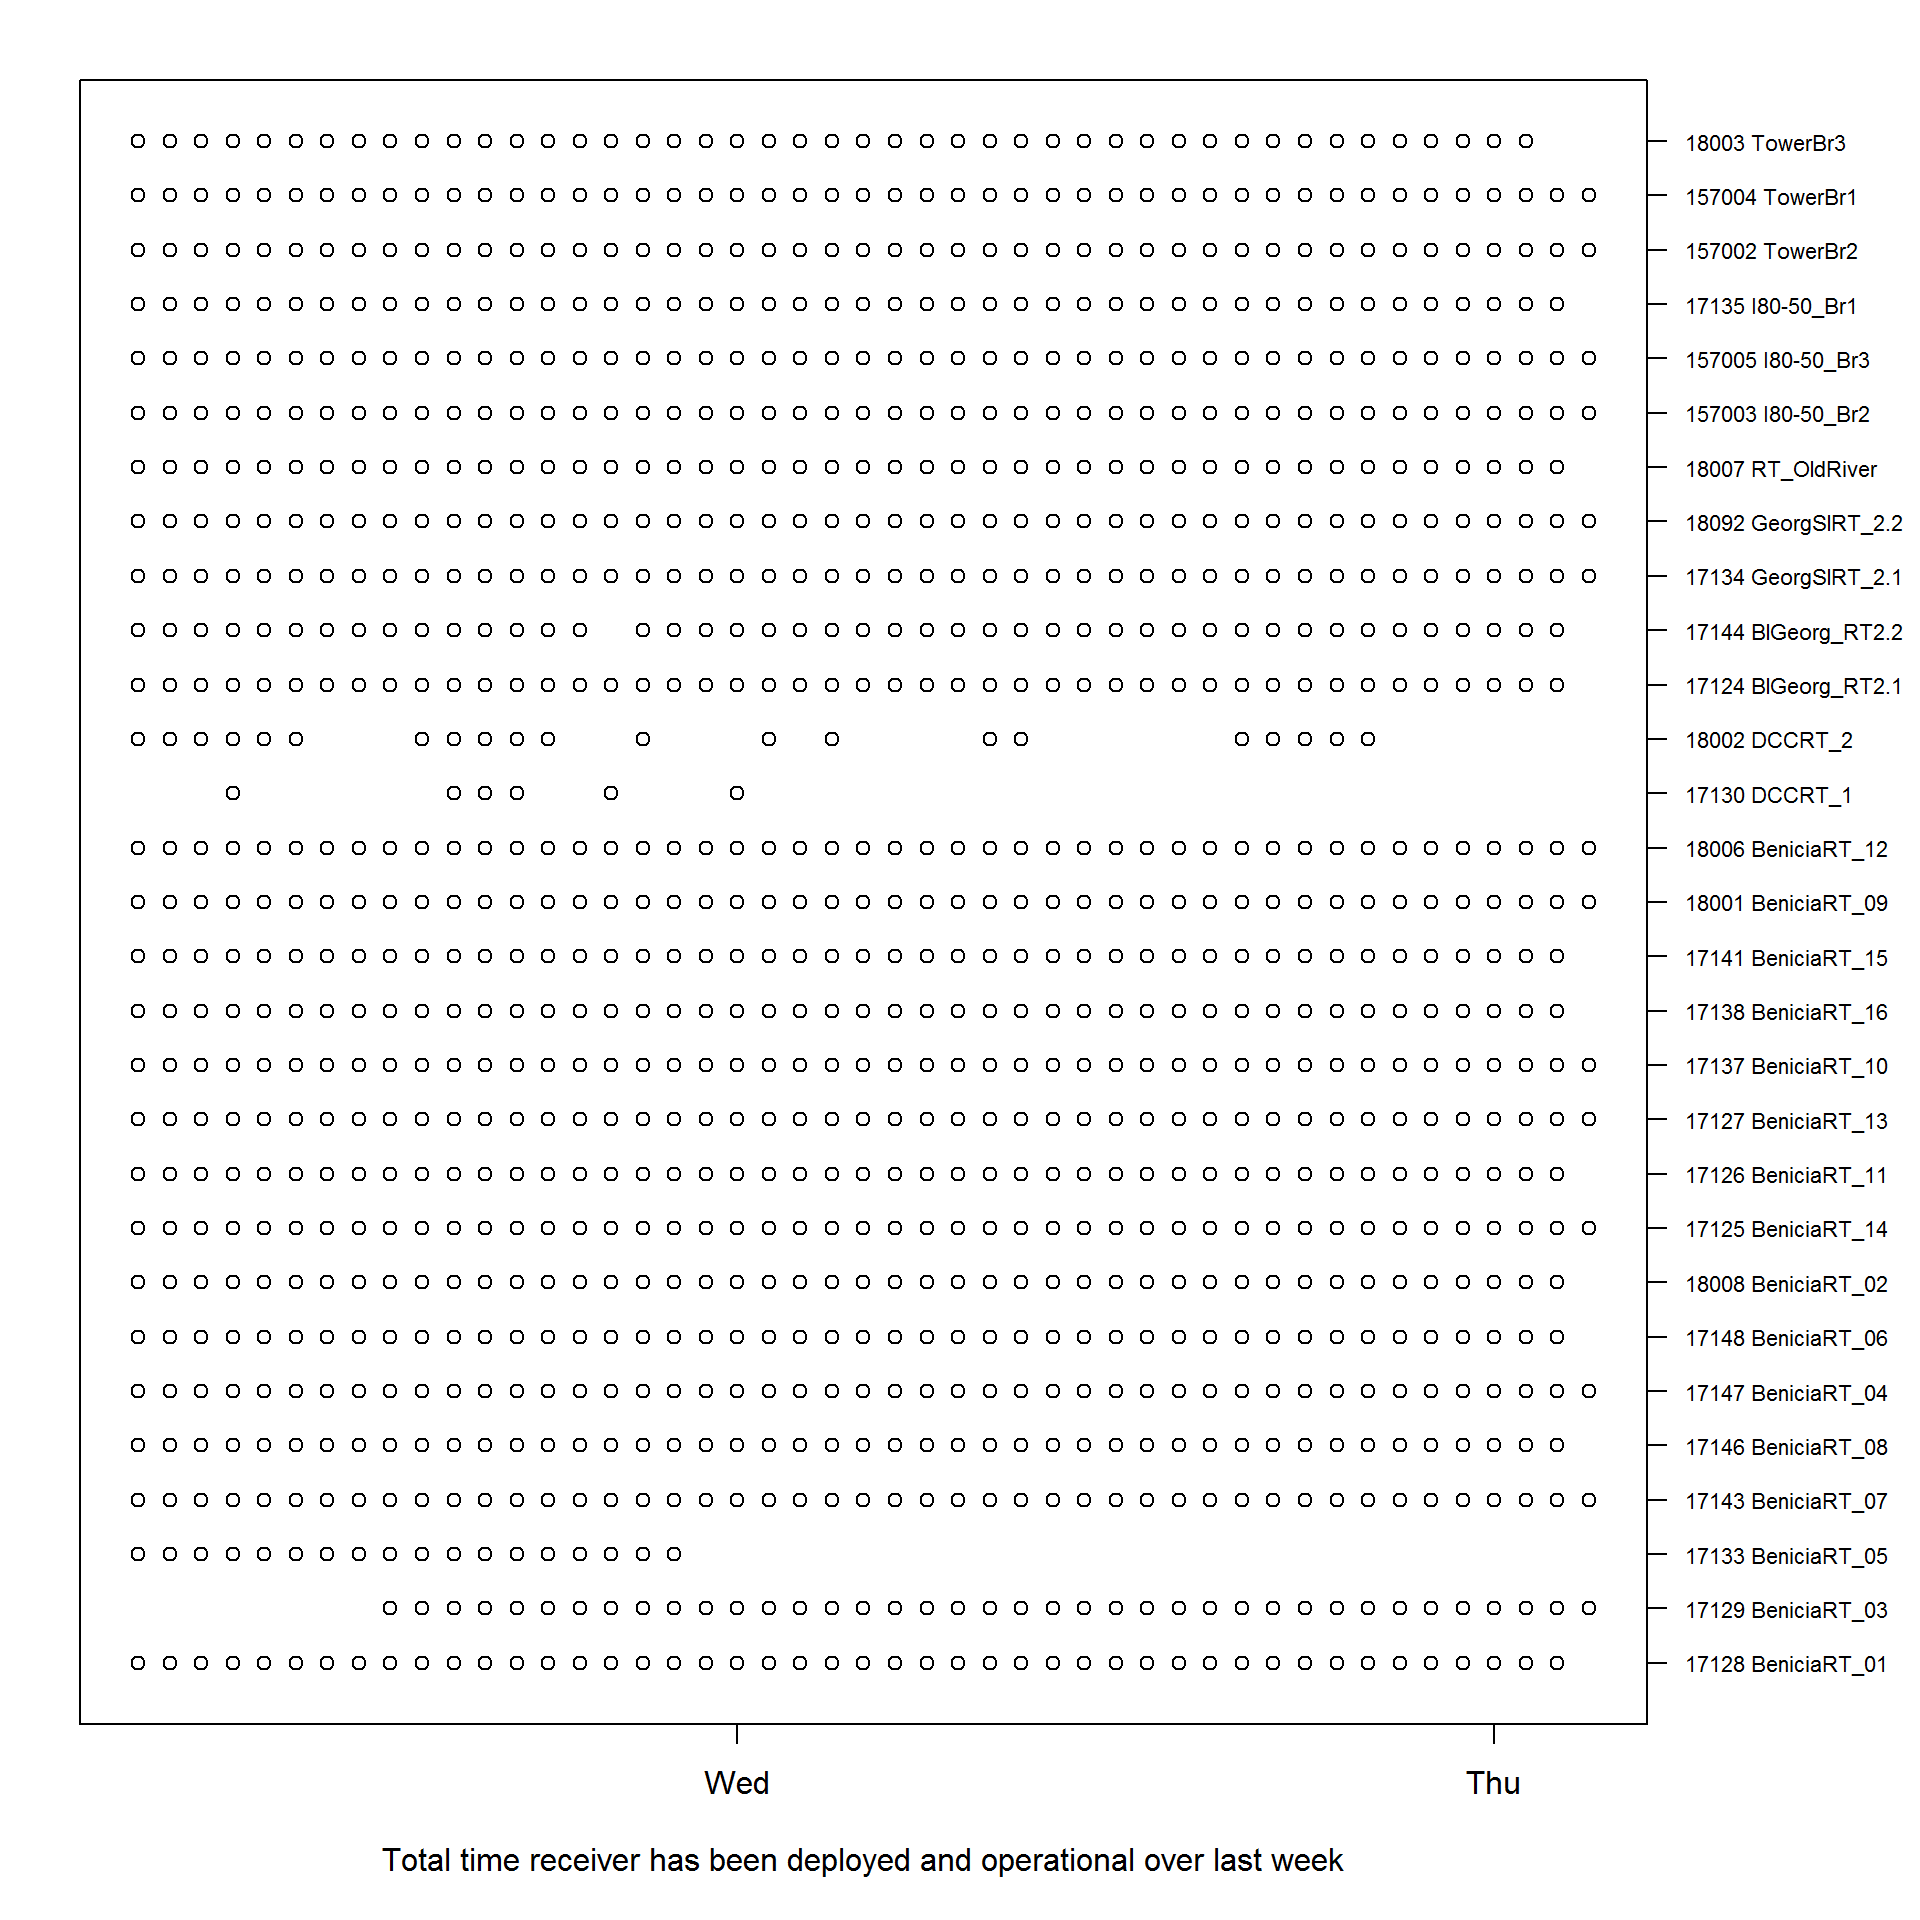 18003 TowerBr3
157004 TowerBr1
157002 TowerBr2
17135 I80-50_Br1
157005 I80-50_Br3
157003 I80-50_Br2
18007 RT_OldRiver
18092 GeorgSlRT_2.2
17134 GeorgSlRT_2.1
17144 BlGeorg_RT2.2
17124 BlGeorg_RT2.1
18002 DCCRT_2
17130 DCCRT_1
18006 BeniciaRT_12
18001 BeniciaRT_09
17141 BeniciaRT_15
17138 BeniciaRT_16
17137 BeniciaRT_10
17127 BeniciaRT_13
17126 BeniciaRT_11
17125 BeniciaRT_14
18008 BeniciaRT_02
17148 BeniciaRT_06
17147 BeniciaRT_04
17146 BeniciaRT_08
17143 BeniciaRT_07
17133 BeniciaRT_05
17129 BeniciaRT_03
17128 BeniciaRT_01
Wed Thu
Total time receiver has been deployed and operational over last week